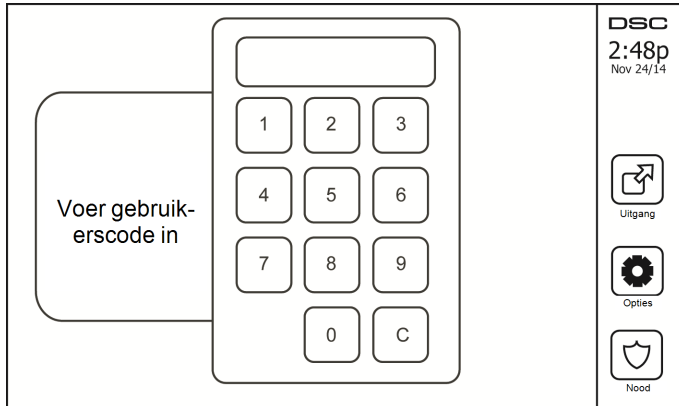 Voer gebruik-
erscode in
1 2 3
4 5 6
7 8 9
0 C
DSC
2:48p
Nov 24/14
Uitgang
Opties
Nood